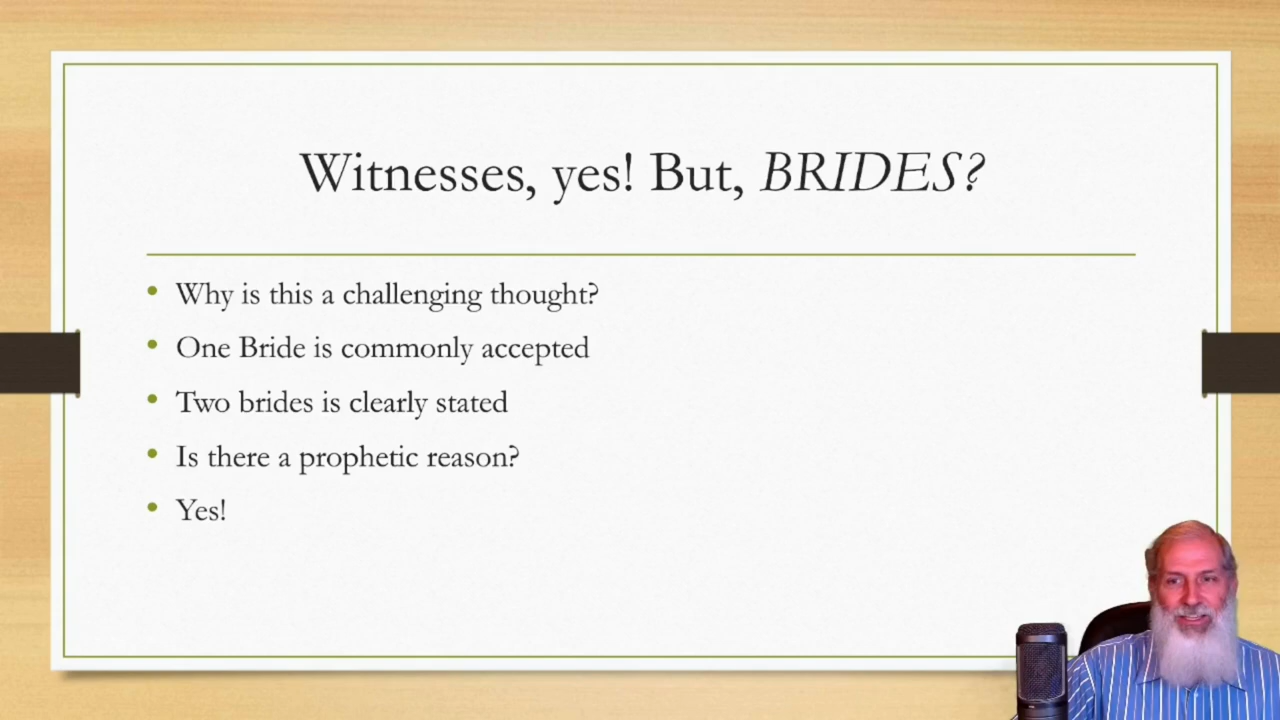 Witnesses, yes! But, BRIDES?
• Why is this a challenging thought?
• One Bride is commonly accepted
• Two brides is clearly stated
• Is there a prophetic reason?
• Yes!